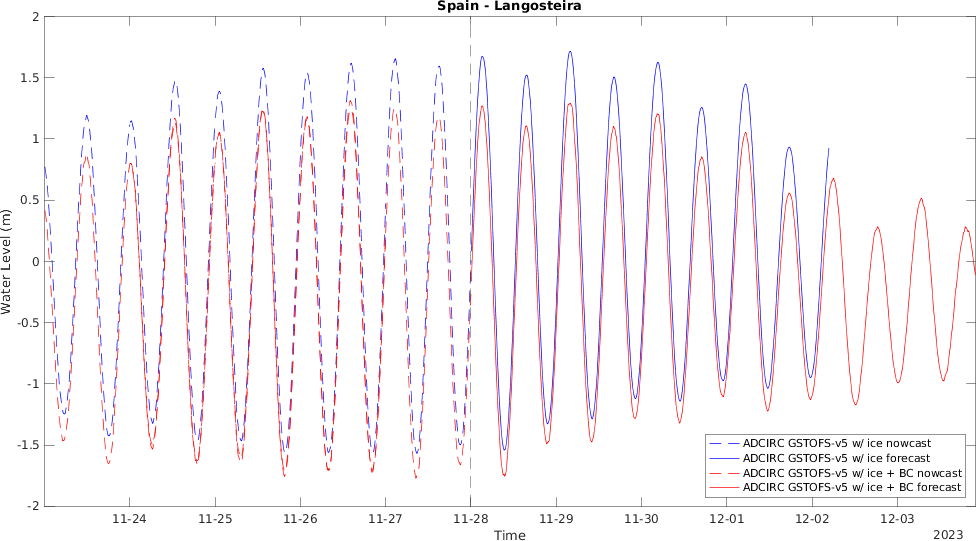 Spain - Langosteira
2
1.5
1
0.5
0
-0.5
-1
-1.5
-2
Water Level (m)
ADCIRC GSTOFS-v5 w/ ice nowcast
ADCIRC GSTOFS-v5 w/ ice forecast
ADCIRC GSTOFS-v5 w/ ice + BC nowcast
ADCIRC GSTOFS-v5 w/ ice + BC forecast
11-24 11-25 11-26 11-27 11-28 11-29 11-30 12-01 12-02 12-03
Time
2023